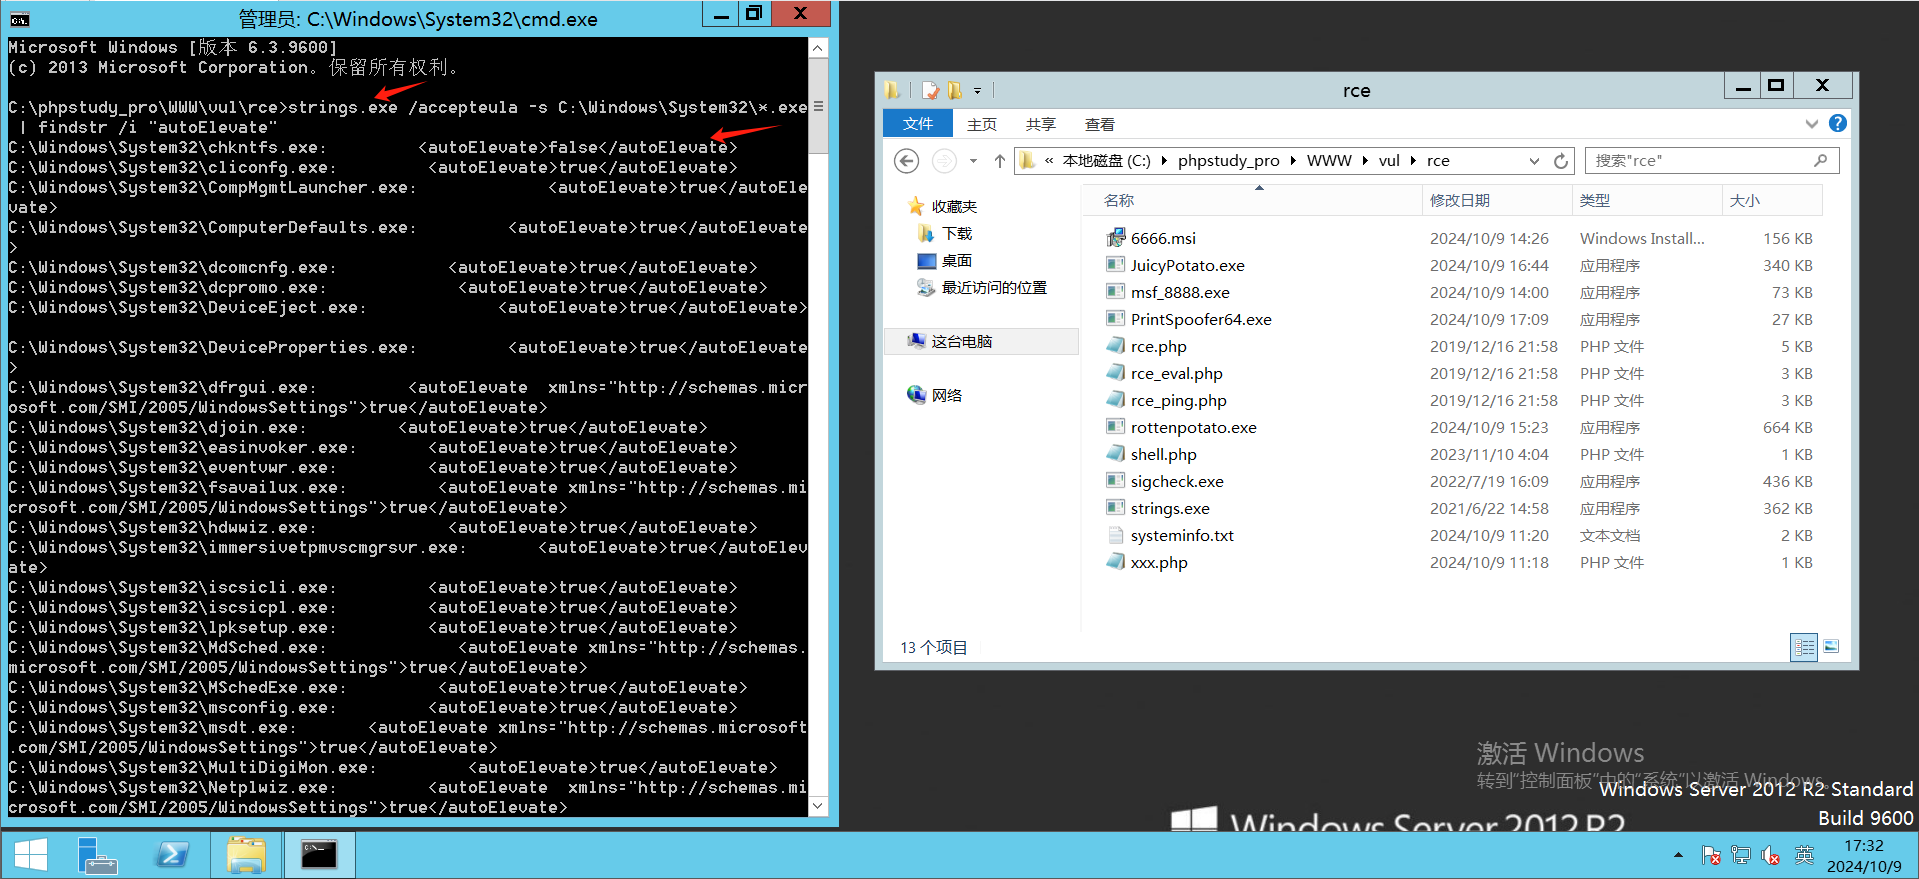 管理员: C:\Windows\System32\cmd.exe
Microsoft Windows [版本 6.3.9600]
(c) 2013 Microsoft Corporation。保留所有权利。
C:\phpstudy_pro\WWW\vul\rce>strings.exe /accepteula -s C:\Windows\System32\*.exe
 | findstr /i "autoElevate"
C:\Windows\System32\chkntfs.exe:         <autoElevate>false</autoElevate>
C:\Windows\System32\cliconfg.exe:         <autoElevate>true</autoElevate>
C:\Windows\System32\CompMgmtLauncher.exe:             <autoElevate>true</autoEle
vate>
C:\Windows\System32\ComputerDefaults.exe:         <autoElevate>true</autoElevate
>
C:\Windows\System32\dcomcnfg.exe:           <autoElevate>true</autoElevate>
C:\Windows\System32\dcpromo.exe:             <autoElevate>true</autoElevate>
C:\Windows\System32\DeviceEject.exe:             <autoElevate>true</autoElevate>
C:\Windows\System32\DeviceProperties.exe:         <autoElevate>true</autoElevate
>
C:\Windows\System32\dfrgui.exe:         <autoElevate  xmlns="http://schemas.micr
osoft.com/SMI/2005/WindowsSettings">true</autoElevate>
C:\Windows\System32\djoin.exe:         <autoElevate>true</autoElevate>
C:\Windows\System32\easinvoker.exe:       <autoElevate>true</autoElevate>
C:\Windows\System32\eventvwr.exe:         <autoElevate>true</autoElevate>
C:\Windows\System32\fsavailux.exe:         <autoElevate xmlns="http://schemas.mi
crosoft.com/SMI/2005/WindowsSettings">true</autoElevate>
C:\Windows\System32\hdwwiz.exe:             <autoElevate>true</autoElevate>
C:\Windows\System32\immersivetpmvscmgrsvr.exe:       <autoElevate>true</autoElev
ate>
C:\Windows\System32\iscsicli.exe:         <autoElevate>true</autoElevate>
C:\Windows\System32\iscsicpl.exe:         <autoElevate>true</autoElevate>
C:\Windows\System32\lpksetup.exe:         <autoElevate>true</autoElevate>
C:\Windows\System32\MdSched.exe:             <autoElevate xmlns="http://schemas.
microsoft.com/SMI/2005/WindowsSettings">true</autoElevate>
C:\Windows\System32\MSchedExe.exe:         <autoElevate>true</autoElevate>
C:\Windows\System32\msconfig.exe:         <autoElevate>true</autoElevate>
C:\Windows\System32\msdt.exe:       <autoElevate xmlns="http://schemas.microsoft
.com/SMI/2005/WindowsSettings">true</autoElevate>
C:\Windows\System32\MultiDigiMon.exe:         <autoElevate>true</autoElevate>
C:\Windows\System32\Netplwiz.exe:         <autoElevate  xmlns="http://schemas.mi
crosoft.com/SMI/2005/WindowsSettings">true</autoElevate>
rce
文件 主页 共享 查看
« 本地磁盘 (C:) phpstudy_pro WWW vul rce 搜索"rce"
收藏夹
下载
桌面
最近访问的位置
这台电脑
网络
名称 修改日期 类型 大小
6666.msi 2024/10/9 14:26 Windows Install... 156 KB
JuicyPotato.exe 2024/10/9 16:44 应用程序 340 KB
msf_8888.exe 2024/10/9 14:00 应用程序 73 KB
PrintSpoofer64.exe 2024/10/9 17:09 应用程序 27 KB
rce.php 2019/12/16 21:58 PHP 文件 5 KB
rce_eval.php 2019/12/16 21:58 PHP 文件 3 KB
rce_ping.php 2019/12/16 21:58 PHP 文件 3 KB
rottenpotato.exe 2024/10/9 15:23 应用程序 664 KB
shell.php 2023/11/10 4:04 PHP 文件 1 KB
sigcheck.exe 2022/7/19 16:09 应用程序 436 KB
strings.exe 2021/6/22 14:58 应用程序 362 KB
systeminfo.txt 2024/10/9 11:20 文本文档 2 KB
xxx.php 2024/10/9 11:18 PHP 文件 1 KB
13 个项目
激活 Windows
转到"控制面板"中的"系统"以激活 Windows。
Windows Server 2012 R2 Standard
Build 9600
Windows Server 2012 R2
英
17:32
2024/10/9